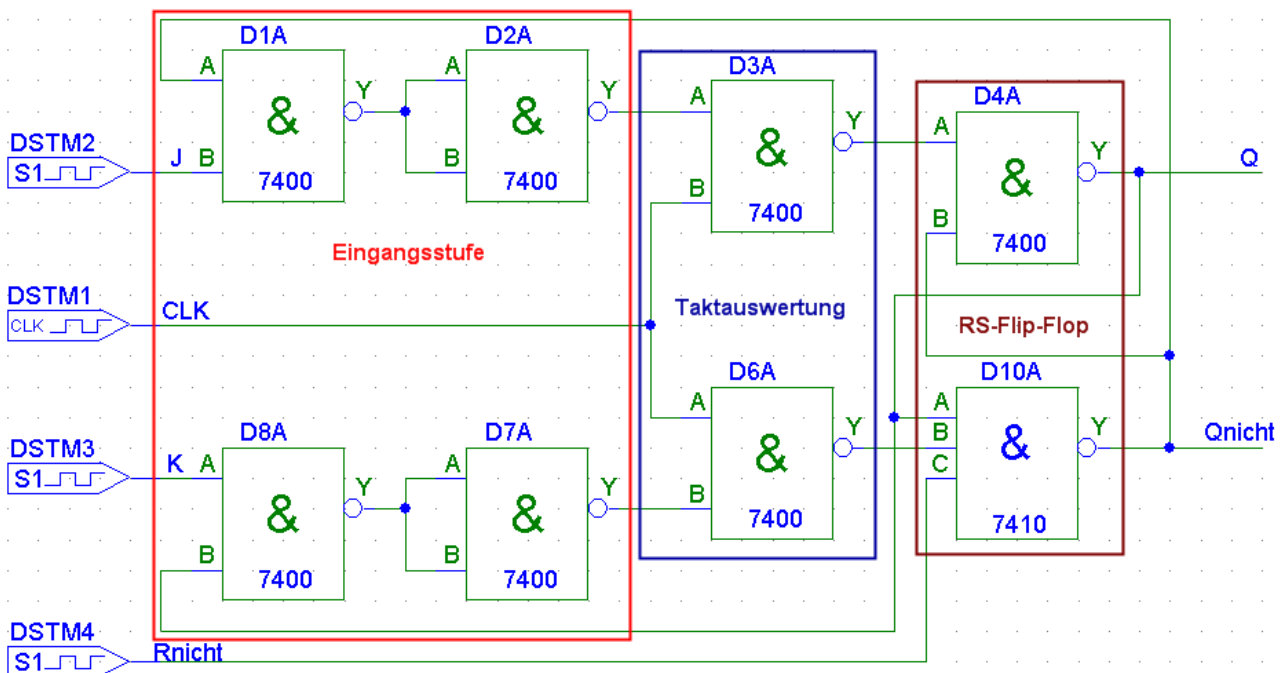 D1A
D2A
D3A
D4A
A
A
A
A
Y
Y
Y
Y
&
&
&
&
DSTM2
S1
J
B
B
B
B
Q
7400
7400
7400
7400
Eingangsstufe
DSTM1
CLK
CLK
Taktauswertung
RS-Flip-Flop
D8A
D7A
D6A
D10A
DSTM3
S1
K
A
A
A
A
B
C
Y
Y
Y
Y
Qnicht
&
&
&
&
B
B
B
7400
7400
7400
7410
DSTM4
S1
Rnicht